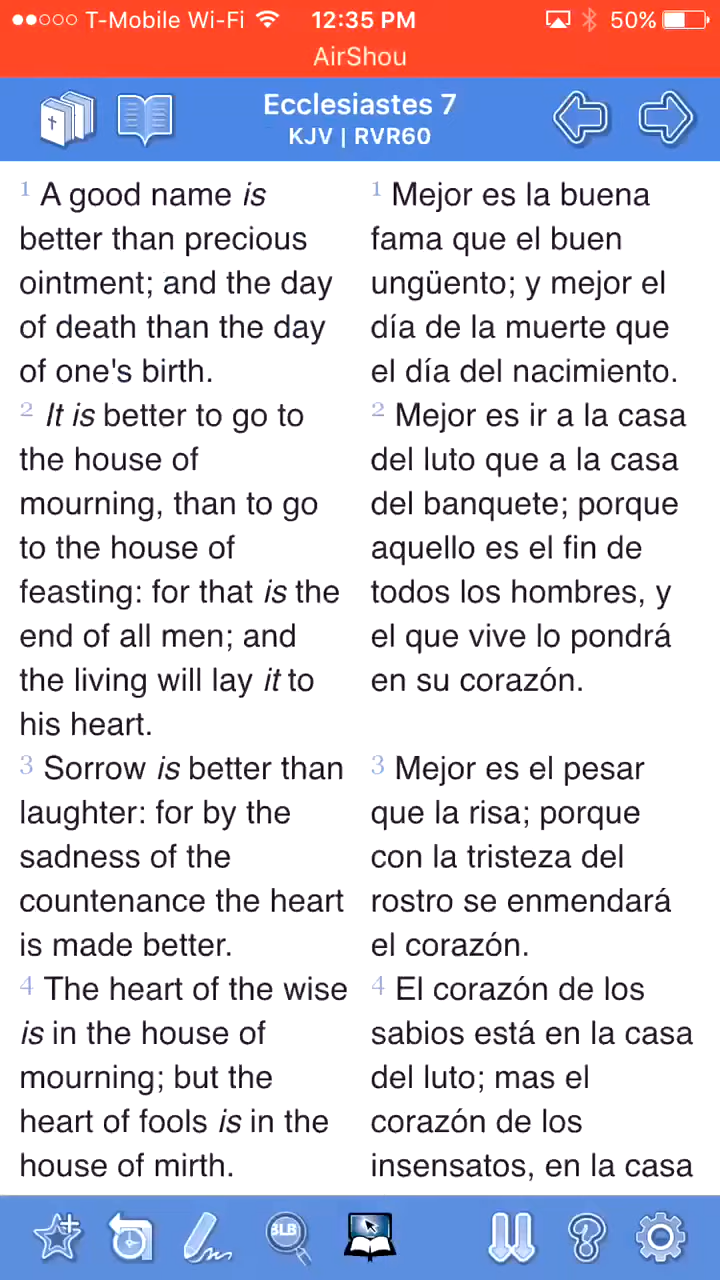 T-Mobile Wi-Fi 12:35 PM 50%
AirShou
Ecclesiastes 7
KJV | RVR60
1 A good name is
better than precious
ointment; and the day
of death than the day
of one's birth.
2 It is better to go to
the house of
mourning, than to go
to the house of
feasting: for that is the
end of all men; and
the living will lay it to
his heart.
3 Sorrow is better than
laughter: for by the
sadness of the
countenance the heart
is made better.
4 The heart of the wise
is in the house of
mourning; but the
heart of fools is in the
house of mirth.
1 Mejor es la buena
fama que el buen
ungüento; y mejor el
día de la muerte que
el día del nacimiento.
2 Mejor es ir a la casa
del luto que a la casa
del banquete; porque
aquello es el fin de
todos los hombres, y
el que vive lo pondrá
en su corazón.
3 Mejor es el pesar
que la risa; porque
con la tristeza del
rostro se enmendará
el corazón.
4 El corazón de los
sabios está en la casa
del luto; mas el
corazón de los
insensatos, en la casa
BLB